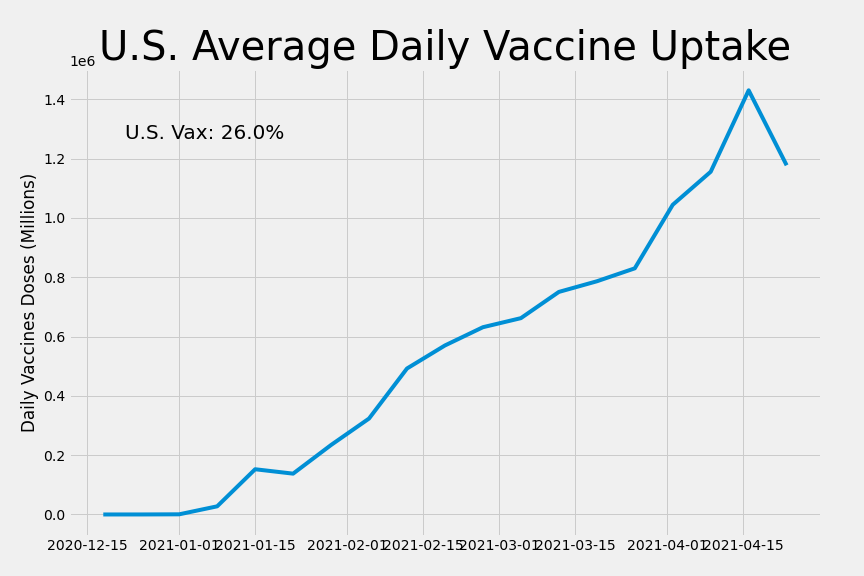 U.S. Average Daily Vaccine Uptake
1e6
U.S. Vax: 26.0%
Daily Vaccines Doses (Millions)
1.4
1.2
1.0
0.8
0.6
0.4
0.2
0.0
2020-12-15 2021-01-01 2021-01-15 2021-02-01 2021-02-15 2021-03-01 2021-03-15 2021-04-01 2021-04-15